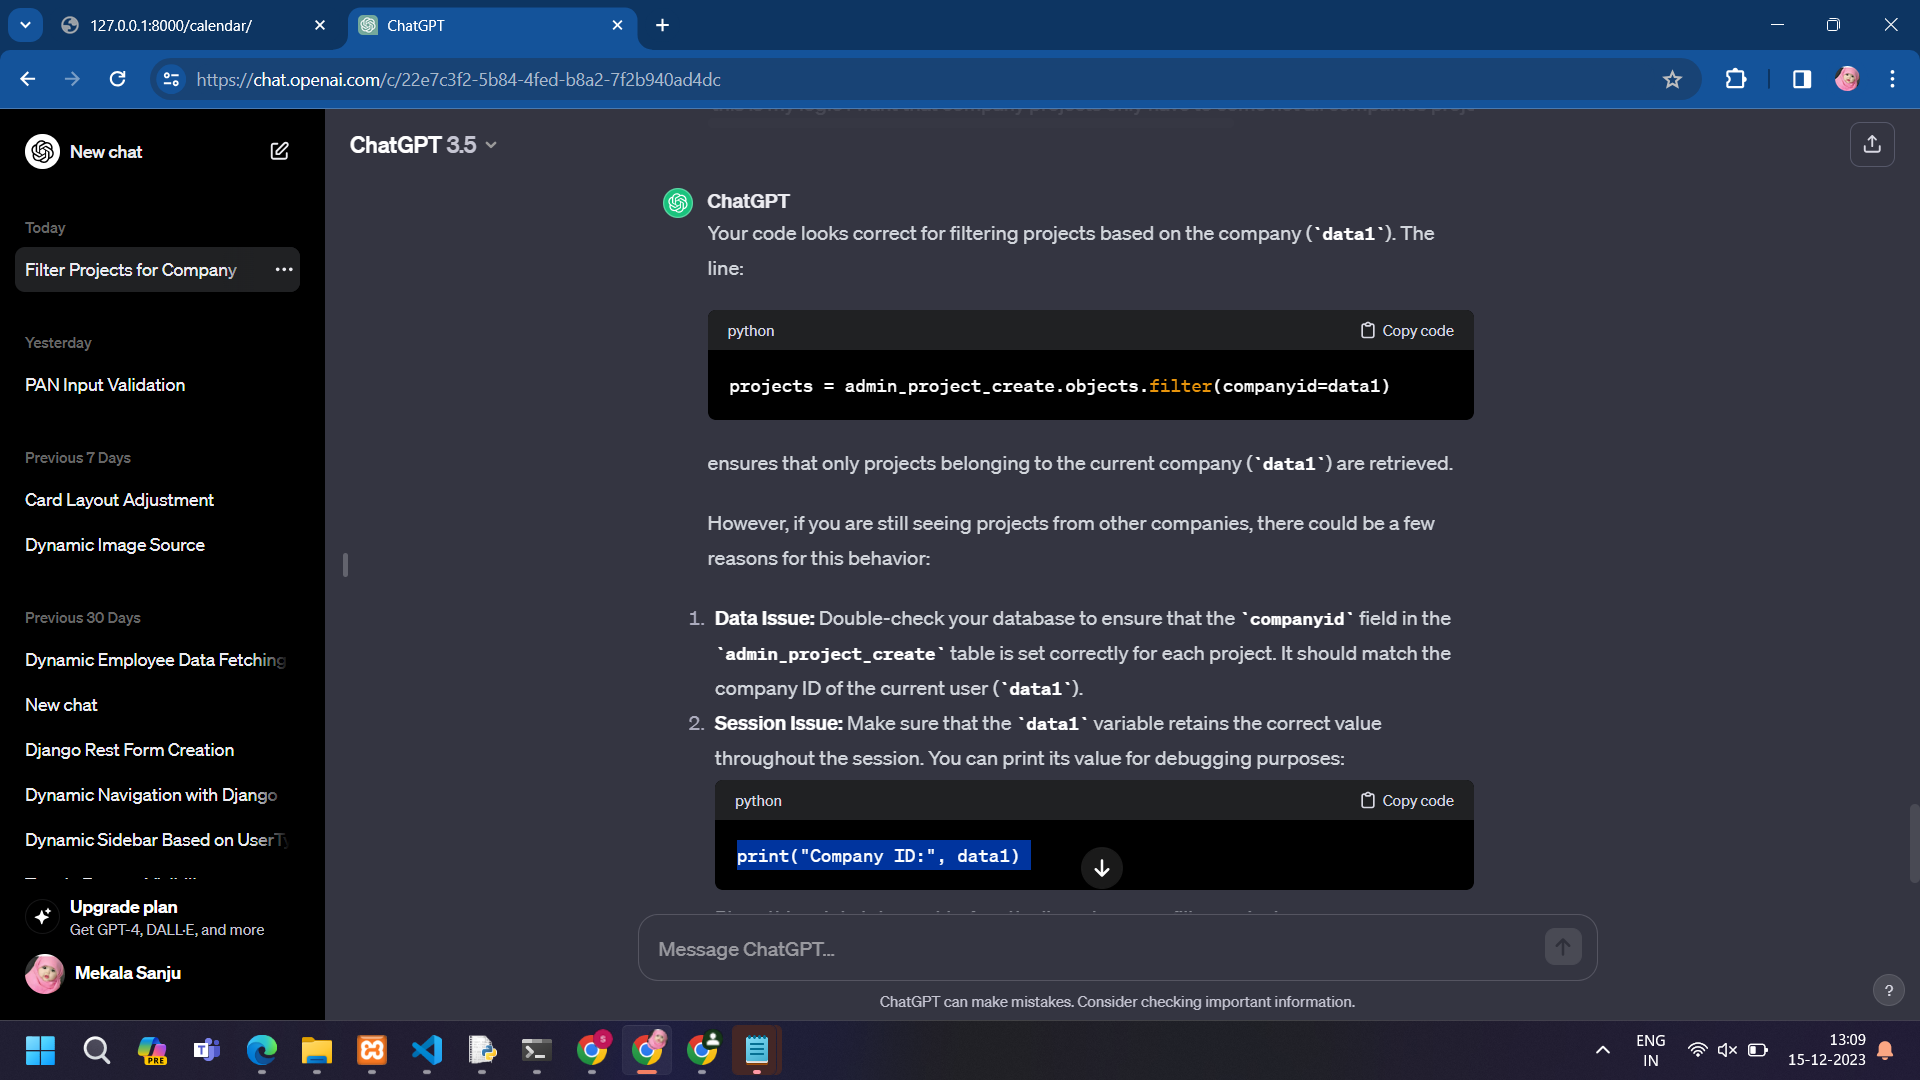 127.0.0.1:8000/calendar/
ChatGPT
https://chat.openai.com/c/22e7c3f2-5b84-4fed-b8a2-7f2b940ad4dc
New chat
Today
Filter Projects for Company
Yesterday
PAN Input Validation
Previous 7 Days
Card Layout Adjustment
Dynamic Image Source
Previous 30 Days
Dynamic Employee Data Fetching
New chat
Django Rest Form Creation
Dynamic Navigation with Django
Dynamic Sidebar Based on UserTy
Upgrade plan
Get GPT-4, DALL·E, and more
Mekala Sanju
ChatGPT 3.5
ChatGPT
Your code looks correct for filtering projects based on the company (`data1`). The
line:
python
Copy code
projects = admin_project_create.objects.filter(companyid=data1)
ensures that only projects belonging to the current company (`data1`) are retrieved.
However, if you are still seeing projects from other companies, there could be a few
reasons for this behavior:
1. Data Issue: Double-check your database to ensure that the `companyid` field in the
`admin_project_create` table is set correctly for each project. It should match the
company ID of the current user (`data1`).
2. Session Issue: Make sure that the `data1` variable retains the correct value
throughout the session. You can print its value for debugging purposes:
python
Copy code
print("Company ID:", data1)
Message ChatGPT...
ChatGPT can make mistakes. Consider checking important information.
?
PRE
ENG
IN
13:09
15-12-2023